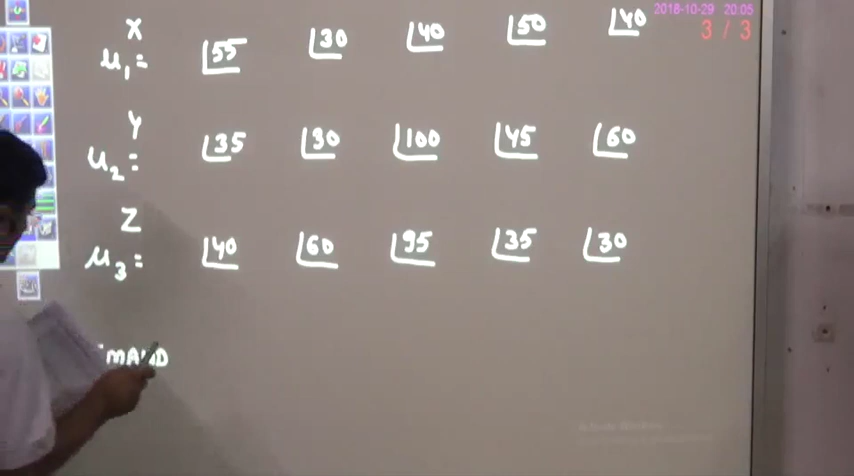 2018-10-29 20:05
3 / 3
X
u1= 55 30 40 50 40
Y
u2= 35 30 100 45 60
Z
u3= 40 60 95 35 30
EMAND